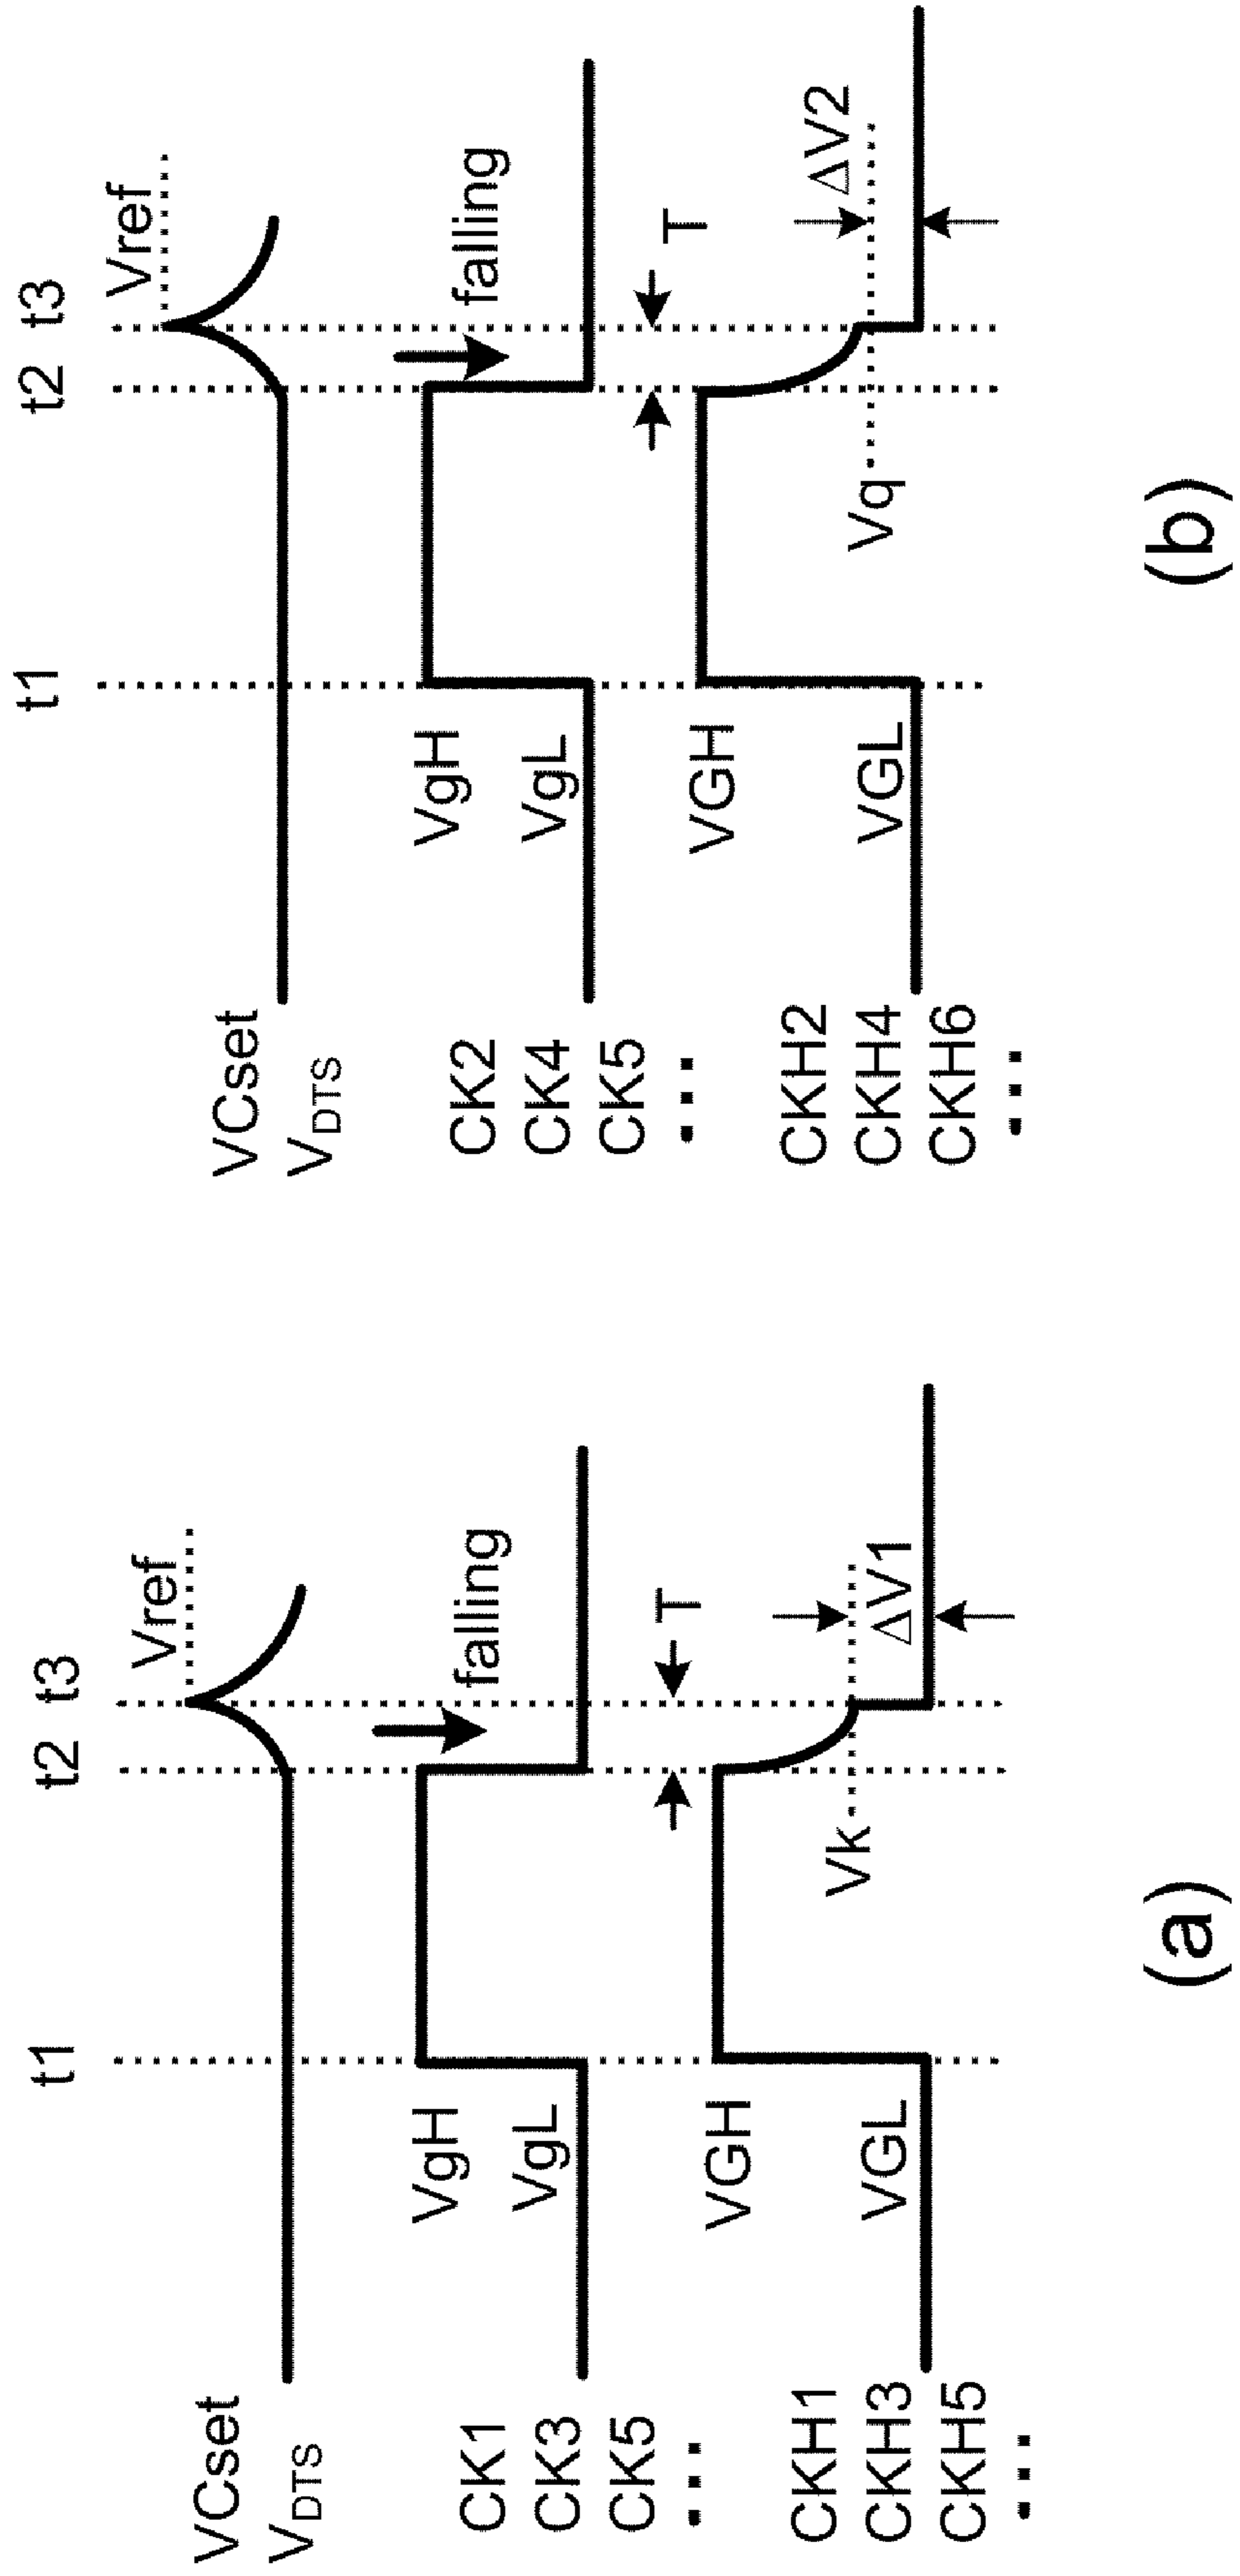 t1
t2
t3
Vref
VCset
VDTS
falling
VgH
VgL
CK1
CK3
CK5
...
T
VGH
VGL
Vk
ΔV1
CKH1
CKH3
CKH5
...
(a)
t1
t2
t3
Vref
VCset
VDTS
falling
VgH
VgL
CK2
CK4
CK5
...
T
VGH
VGL
Vq
ΔV2
CKH2
CKH4
CKH6
...
(b)